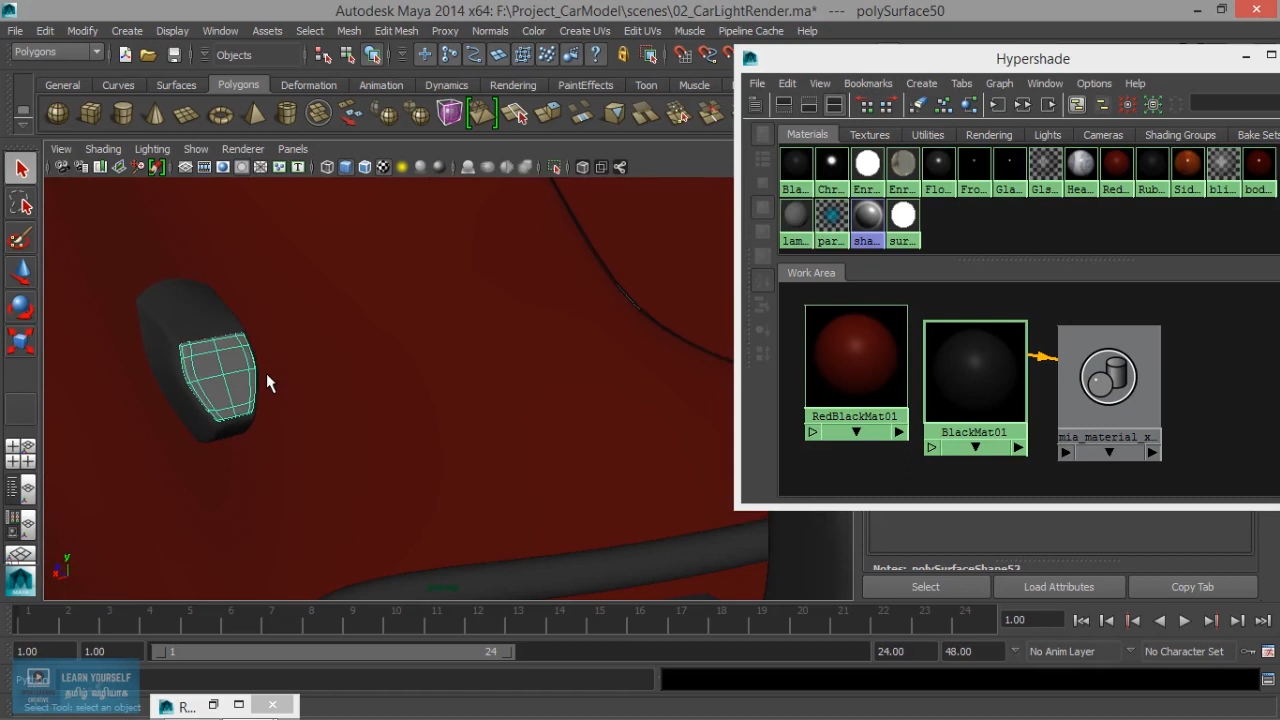 Autodesk Maya 2014 x64: F:\Project_CarModel\scenes\02_CarLightRender.ma* --- polySurface50
File Edit Modify Create Display Window Assets Select Mesh Edit Mesh Proxy Normals Color Create UVs Edit UVs Muscle Pipeline Cache Help
Polygons
Objects
General Curves Surfaces Polygons Deformation Animation Dynamics Rendering PaintEffects Toon Muscle
View Shading Lighting Show Renderer Panels
Hypershade
File Edit View Bookmarks Create Tabs Graph Window Options Help
Materials Textures Utilities Rendering Lights Cameras Shading Groups Bake Sets
Bla... Chr... Enr... Enr... Flo... Fro... Gla... Gls... Hea... Red... Rub... Sid... bli... bod...
lam... par... sha... sur...
Work Area
RedBlackMat01
BlackMat01
mia_material_x...
y
x
Notes: polySurfaceShape53
Select Load Attributes Copy Tab
1 2 3 4 5 6 7 8 9 10 11 12 13 14 15 16 17 18 19 20 21 22 23 24
1.00
1.00 1.00 1 24 24.00 48.00 No Anim Layer No Character Set
Python
LEARN YOURSELF
தமிழ் வழியாக
CREATIVE
Select Tool: select an object
R...